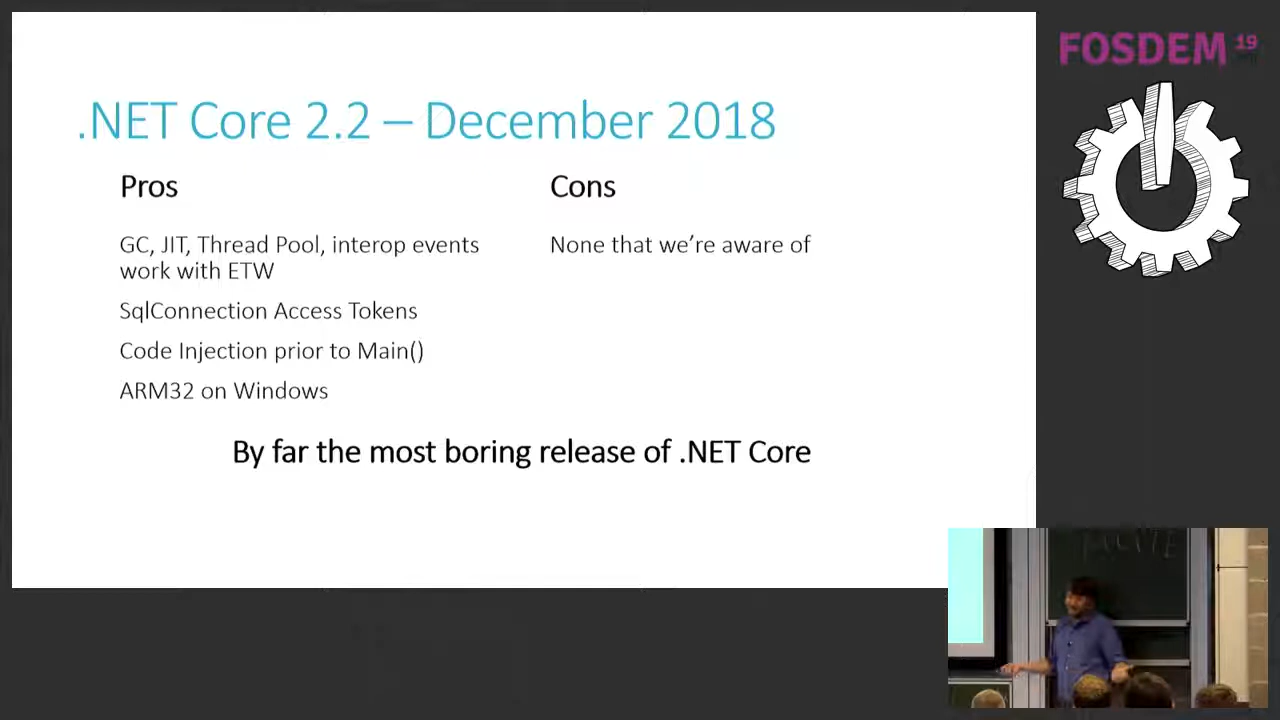 .NET Core 2.2 – December 2018
Pros
GC, JIT, Thread Pool, interop events
work with ETW
SqlConnection Access Tokens
Code Injection prior to Main()
ARM32 on Windows
Cons
None that we’re aware of
By far the most boring release of .NET Core
FOSDEM 19